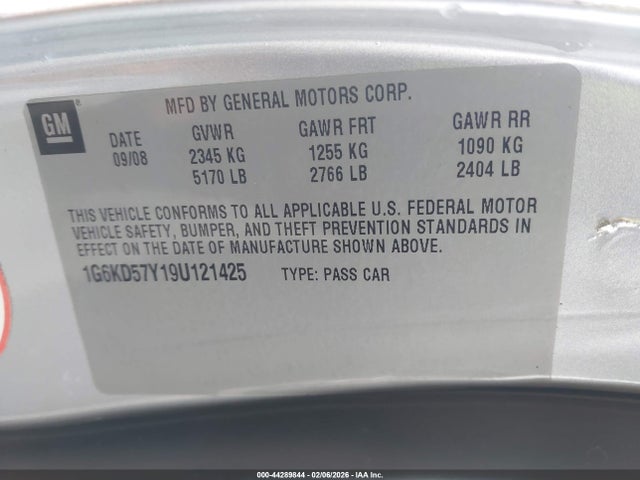 GM
MFD BY GENERAL MOTORS CORP.
DATE GVWR GAWR FRT GAWR RR
09/08 2345 KG 1255 KG 1090 KG
5170 LB 2766 LB 2404 LB
THIS VEHICLE CONFORMS TO ALL APPLICABLE U.S. FEDERAL MOTOR
VEHICLE SAFETY, BUMPER, AND THEFT PREVENTION STANDARDS IN
EFFECT ON THE DATE OF MANUFACTURE SHOWN ABOVE.
1G6KD57Y19U121425 TYPE: PASS CAR
000-44289844 | 02/06/2026 | IAA Inc.